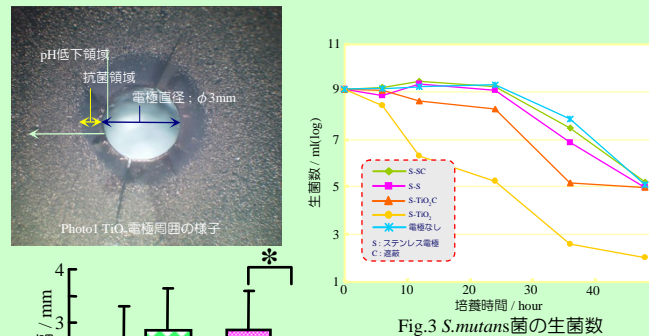 pH低下領域
抗菌領域
電極直径:φ3mm
Photo1 TiO2電極周囲の様子
4
3
/ mm
*
11
9
7
5
3
1
生菌数 / ml(log)
S-SC
S-S
S-TiO2C
S-TiO2
電極なし
S : ステンレス電極
C : 遮蔽
0 10 20 30 40
培養時間 / hour
Fig.3 S.mutans菌の生菌数